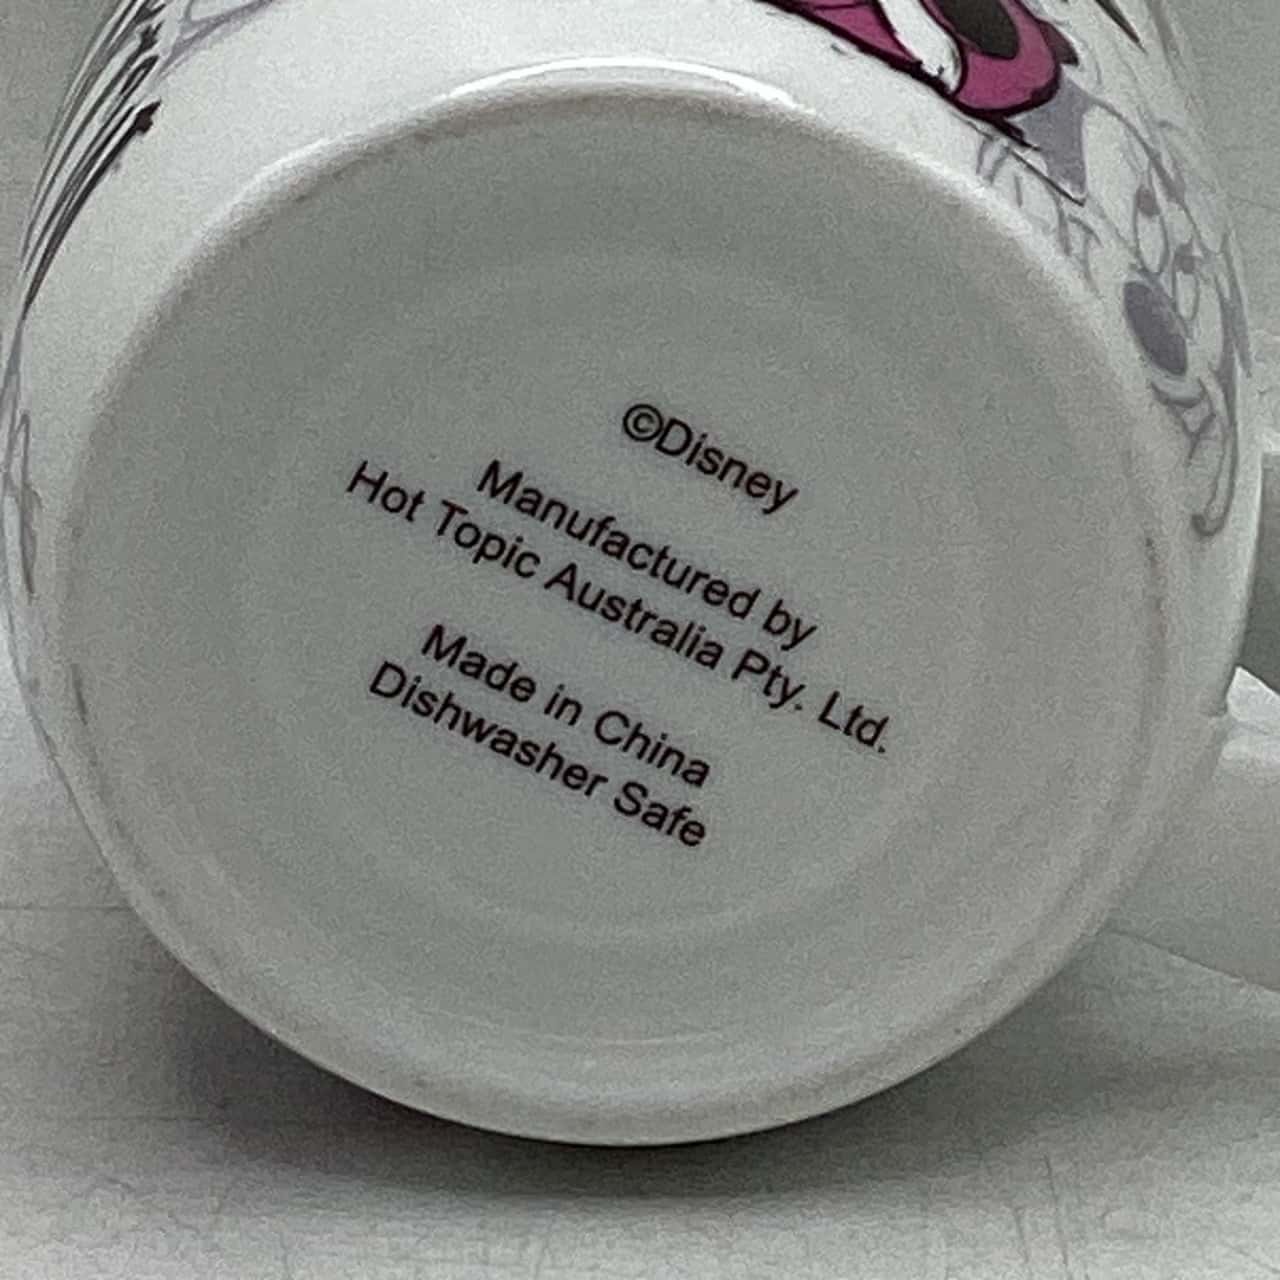 ©Disney
Manufactured by
Hot Topic Australia Pty. Ltd.
Made in China
Dishwasher Safe